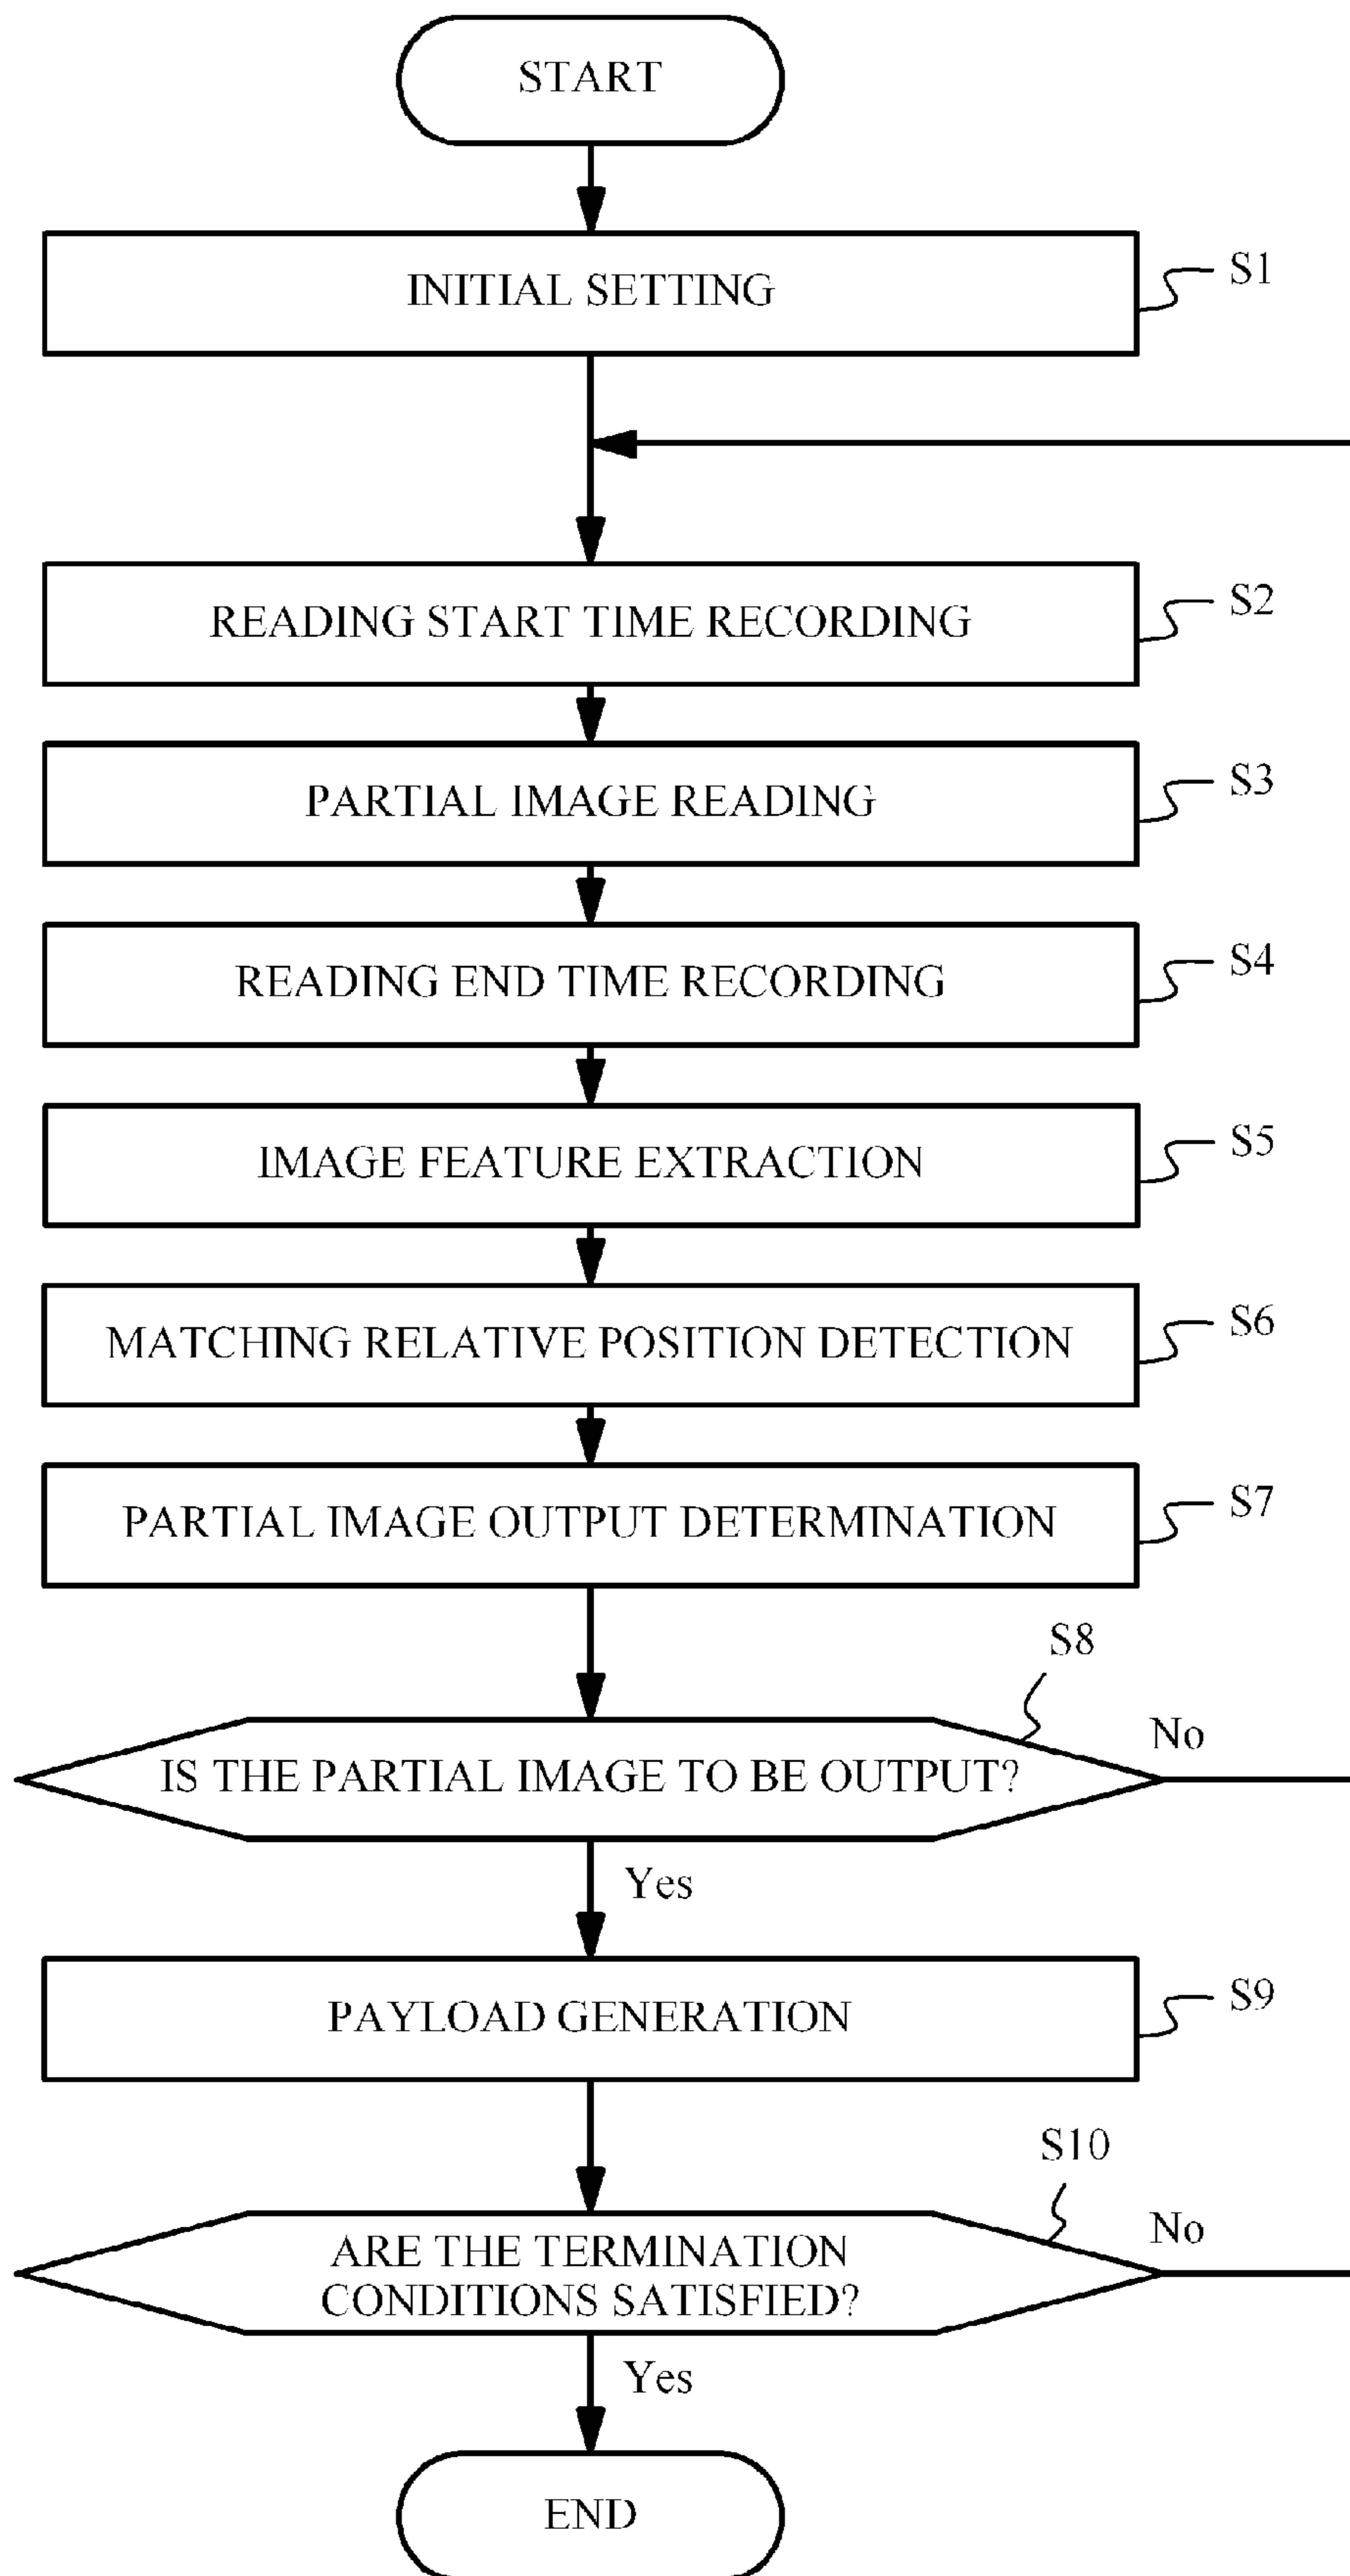 START
INITIAL SETTING
S1
READING START TIME RECORDING
S2
PARTIAL IMAGE READING
S3
READING END TIME RECORDING
S4
IMAGE FEATURE EXTRACTION
S5
MATCHING RELATIVE POSITION DETECTION
S6
PARTIAL IMAGE OUTPUT DETERMINATION
S7
S8
IS THE PARTIAL IMAGE TO BE OUTPUT?
No
Yes
PAYLOAD GENERATION
S9
S10
ARE THE TERMINATION
CONDITIONS SATISFIED?
No
Yes
END